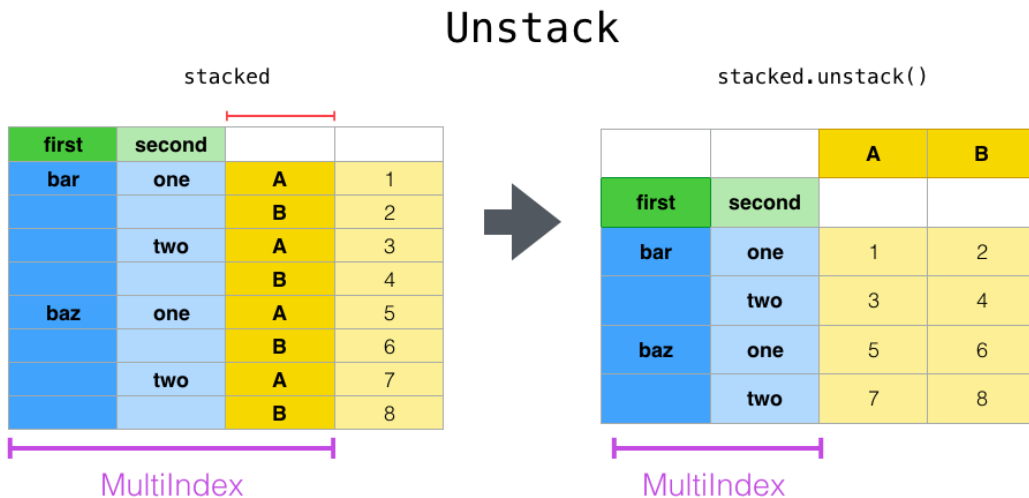 Unstack
stacked
first second
bar one A 1
B 2
two A 3
B 4
baz one A 5
B 6
two A 7
B 8
MultiIndex
stacked.unstack()
A B
first second
bar one 1 2
two 3 4
baz one 5 6
two 7 8
MultiIndex